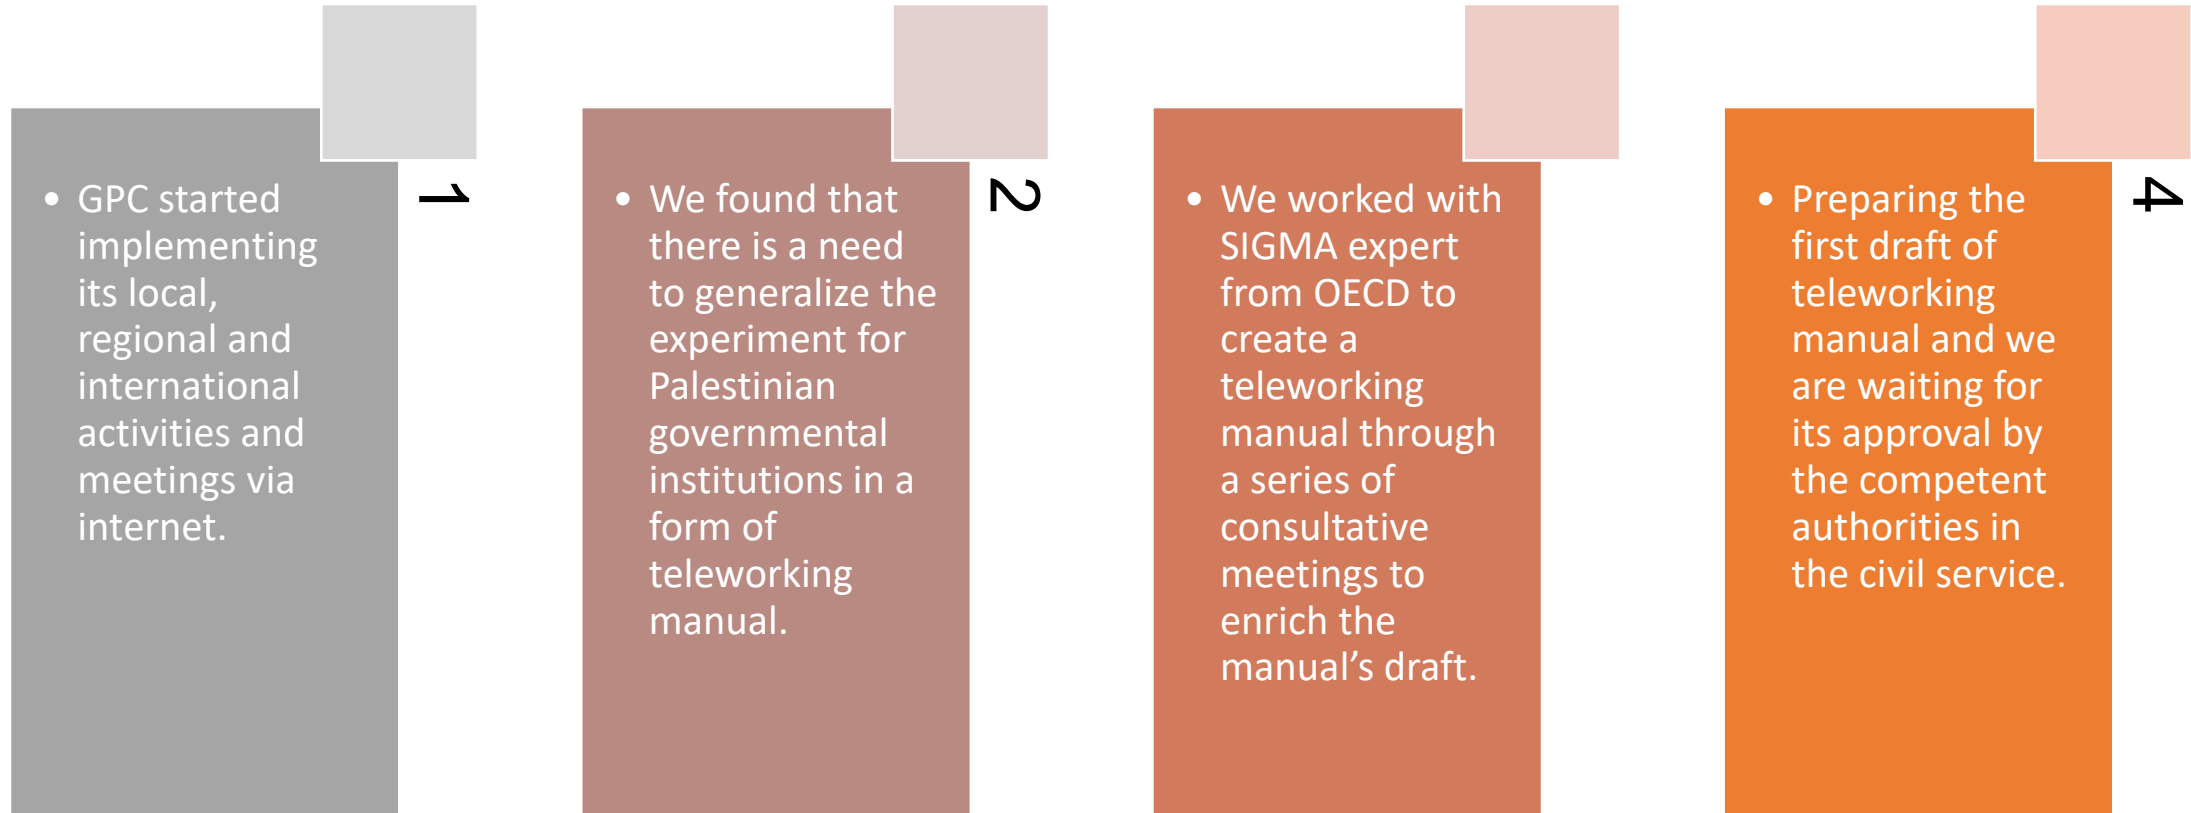 1
• GPC started
implementing
its local,
regional and
international
activities and
meetings via
internet.
2
• We found that
there is a need
to generalize the
experiment for
Palestinian
governmental
institutions in a
form of
teleworking
manual.
• We worked with
SIGMA expert
from OECD to
create a
teleworking
manual through
a series of
consultative
meetings to
enrich the
manual’s draft.
4
• Preparing the
first draft of
teleworking
manual and we
are waiting for
its approval by
the competent
authorities in
the civil service.